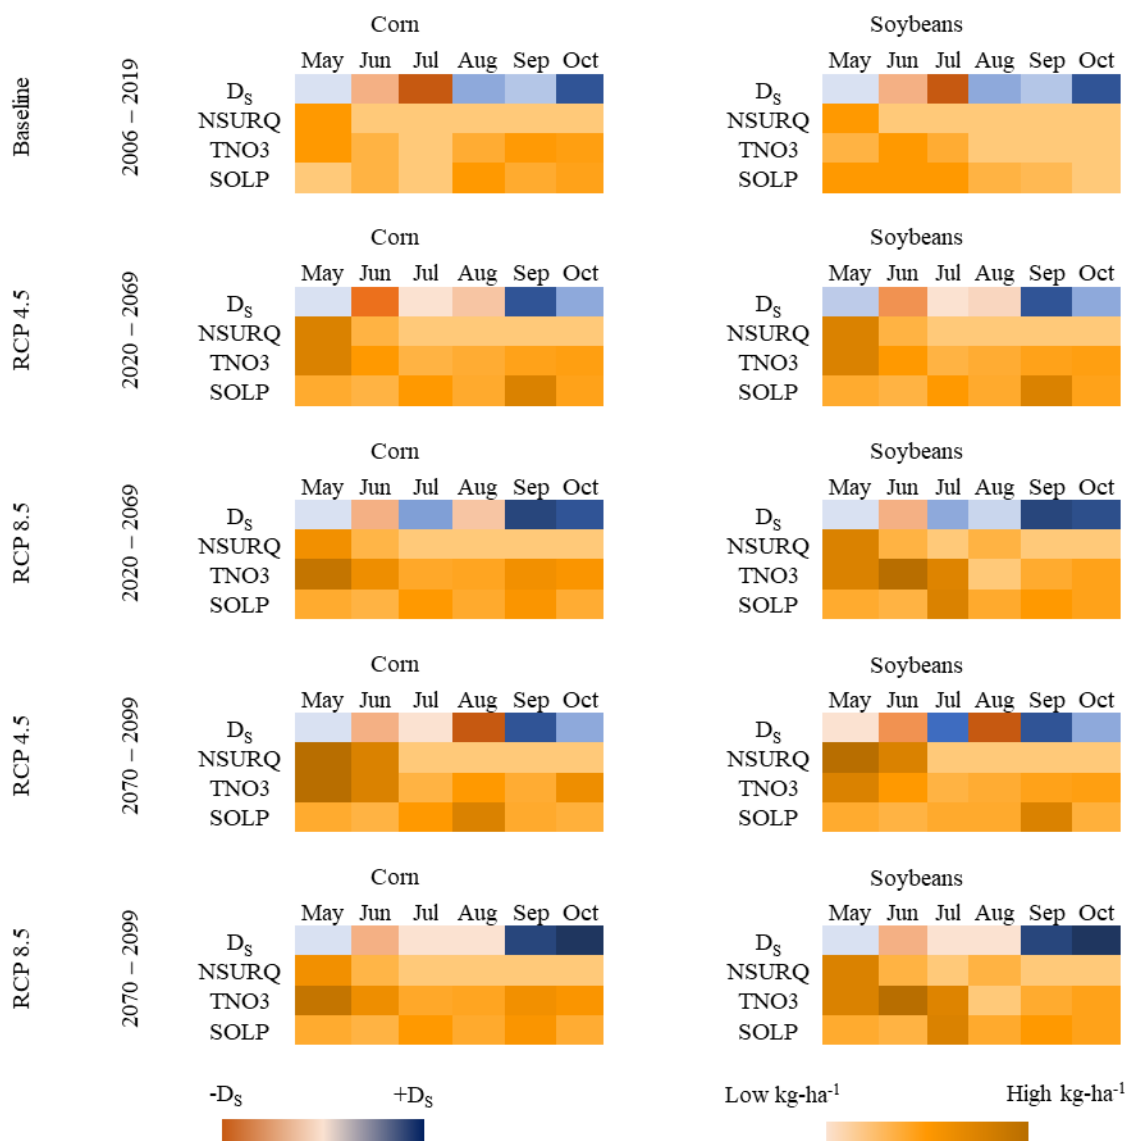 Corn Soybeans
Baseline
2006 – 2019
May Jun Jul Aug Sep Oct May Jun Jul Aug Sep Oct
DS DS
NSURQ NSURQ
TNO3 TNO3
SOLP SOLP
Corn Soybeans
RCP 4.5
2020 – 2069
May Jun Jul Aug Sep Oct May Jun Jul Aug Sep Oct
DS DS
NSURQ NSURQ
TNO3 TNO3
SOLP SOLP
Corn Soybeans
RCP 8.5
2020 – 2069
May Jun Jul Aug Sep Oct May Jun Jul Aug Sep Oct
DS DS
NSURQ NSURQ
TNO3 TNO3
SOLP SOLP
Corn Soybeans
RCP 4.5
2070 – 2099
May Jun Jul Aug Sep Oct May Jun Jul Aug Sep Oct
DS DS
NSURQ NSURQ
TNO3 TNO3
SOLP SOLP
Corn Soybeans
RCP 8.5
2070 – 2099
May Jun Jul Aug Sep Oct May Jun Jul Aug Sep Oct
DS DS
NSURQ NSURQ
TNO3 TNO3
SOLP SOLP
-DS +DS Low kg-ha-1 High kg-ha-1